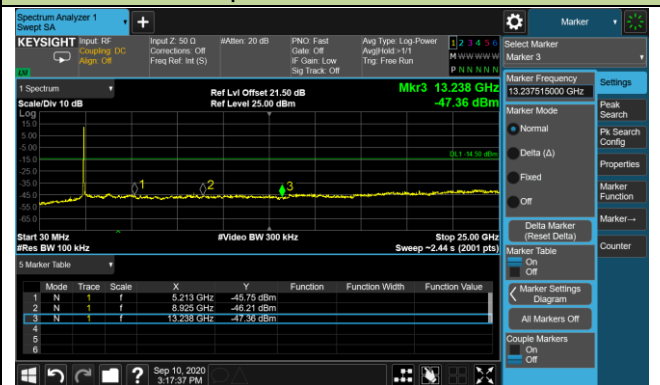 Spectrum Analyzer 1
Swept SA
Marker
KEYSIGHT
Input: RF
Coupling: DC
Align: Off
Input Z: 50 Ω
Corrections: Off
Freq Ref: Int (S)
#Atten: 20 dB
PNO: Fast
Gate: Off
IF Gain: Low
Sig Track: Off
Avg Type: Log-Power
Avg|Hold:>1/1
Trig: Free Run
1 2 3 4 5 6
M W W W W W
P N N N N N
Select Marker
Marker 3
1 Spectrum
Scale/Div 10 dB
Log
Ref Lvl Offset 21.50 dB
Ref Level 25.00 dBm
Mkr3 13.238 GHz
-47.36 dBm
15.0
5.00
-5.00
-15.0
-25.0
-35.0
-45.0
-55.0
-65.0
DL1 -14.50 dBm
1
2
3
Start 30 MHz
#Res BW 100 kHz
#Video BW 300 kHz
Stop 25.00 GHz
Sweep ~2.44 s (2001 pts)
5 Marker Table
Mode Trace Scale X Y Function Function Width Function Value
1 N 1 f 5.213 GHz -45.75 dBm
2 N 1 f 8.925 GHz -46.21 dBm
3 N 1 f 13.238 GHz -47.36 dBm
4
5
6
Marker Frequency
13.237515000 GHz
Marker Mode
Normal
Delta (Δ)
Fixed
Off
Delta Marker
(Reset Delta)
Marker Table
On
Off
Marker Settings
Diagram
All Markers Off
Couple Markers
On
Off
Settings
Peak
Search
Pk Search
Config
Properties
Marker
Function
Marker→
Counter
?
Sep 10, 2020
3:17:37 PM